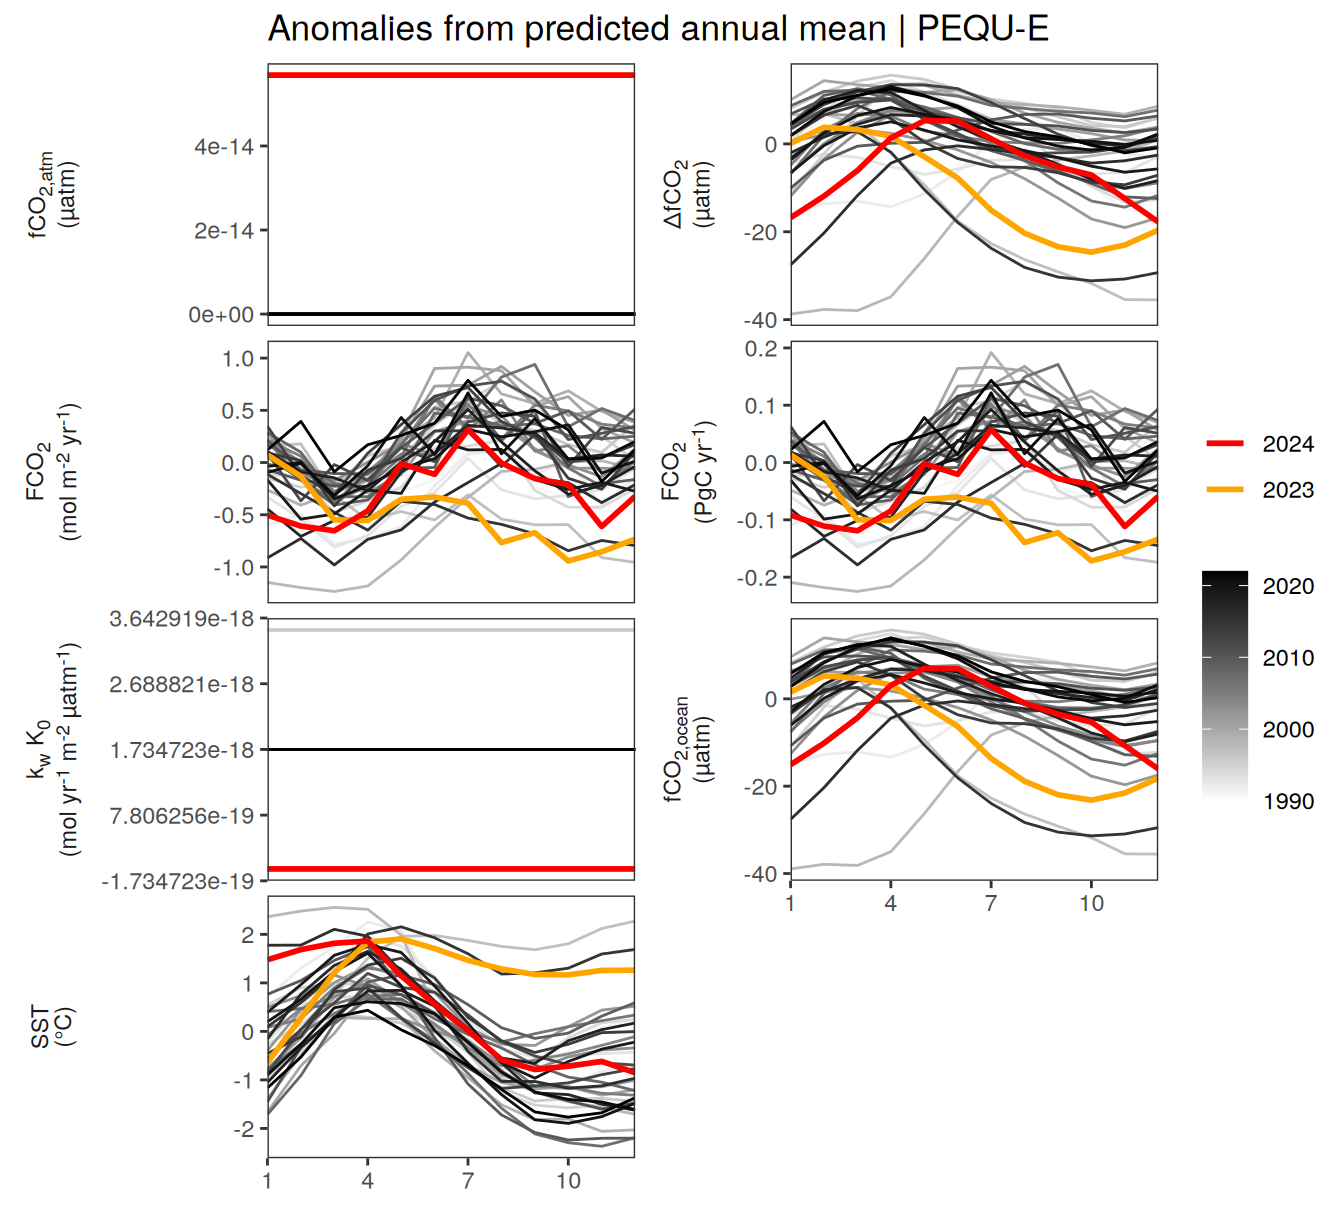 Anomalies from predicted annual mean | PEQU-E
fCO2,atm
(µatm)
4e-14
2e-14
0e+00
ΔfCO2
(µatm)
0
-20
-40
FCO2
(mol m-2 yr-1)
1.0
0.5
0.0
-0.5
-1.0
FCO2
(PgC yr-1)
0.2
0.1
0.0
-0.1
-0.2
kw K0
(mol yr-1 m-2 µatm-1)
3.642919e-18
2.688821e-18
1.734723e-18
7.806256e-19
-1.734723e-19
fCO2,ocean
(µatm)
0
-20
-40
1 4 7 10
SST
(°C)
2
1
0
-1
-2
1 4 7 10
2024
2023
2020
2010
2000
1990